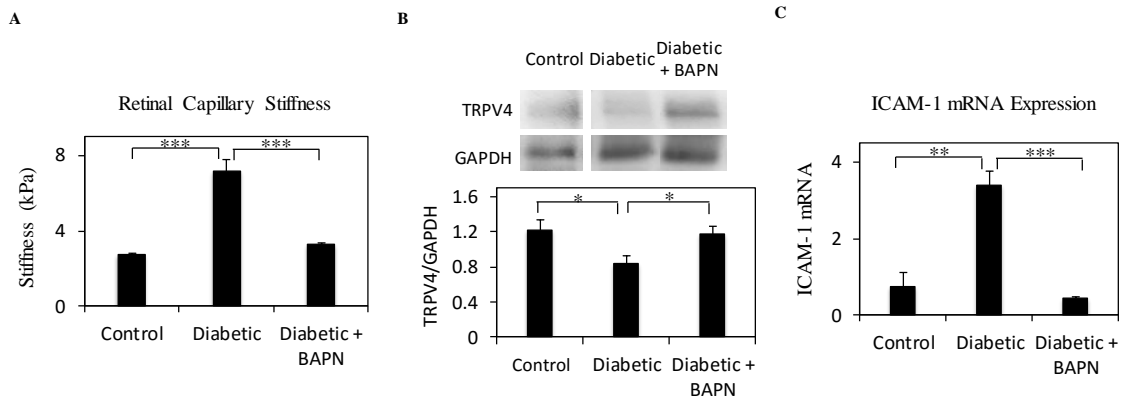 A
Retinal Capillary Stiffness
Stiffness (kPa)
8
4
0
***
***
Control
Diabetic
Diabetic +
BAPN
B
Control
Diabetic
Diabetic
+ BAPN
TRPV4
GAPDH
TRPV4/GAPDH
1.6
1.2
0.8
0.4
0
*
*
Control
Diabetic
Diabetic +
BAPN
C
ICAM-1 mRNA Expression
ICAM-1 mRNA
4
2
0
**
***
Control
Diabetic
Diabetic +
BAPN